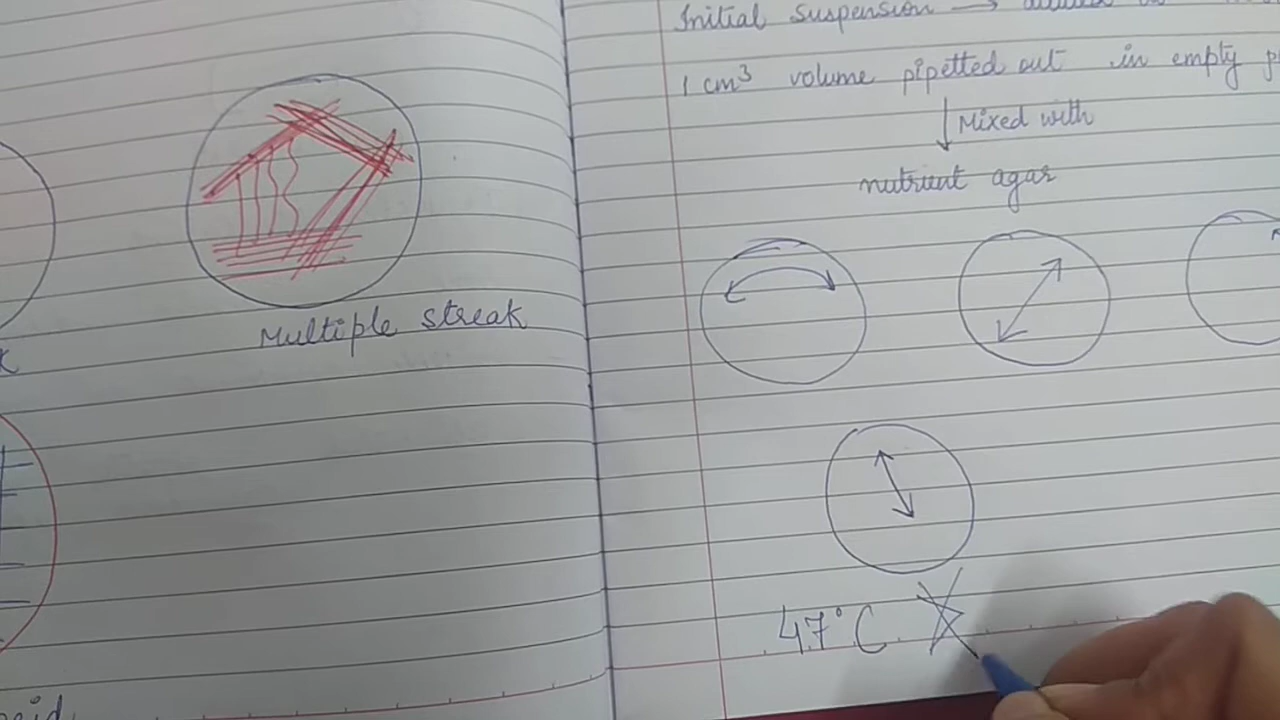 Multiple streak
Initial suspension →
1 cm³ volume pipetted out in empty
Mixed with
nutrient agar
47°C